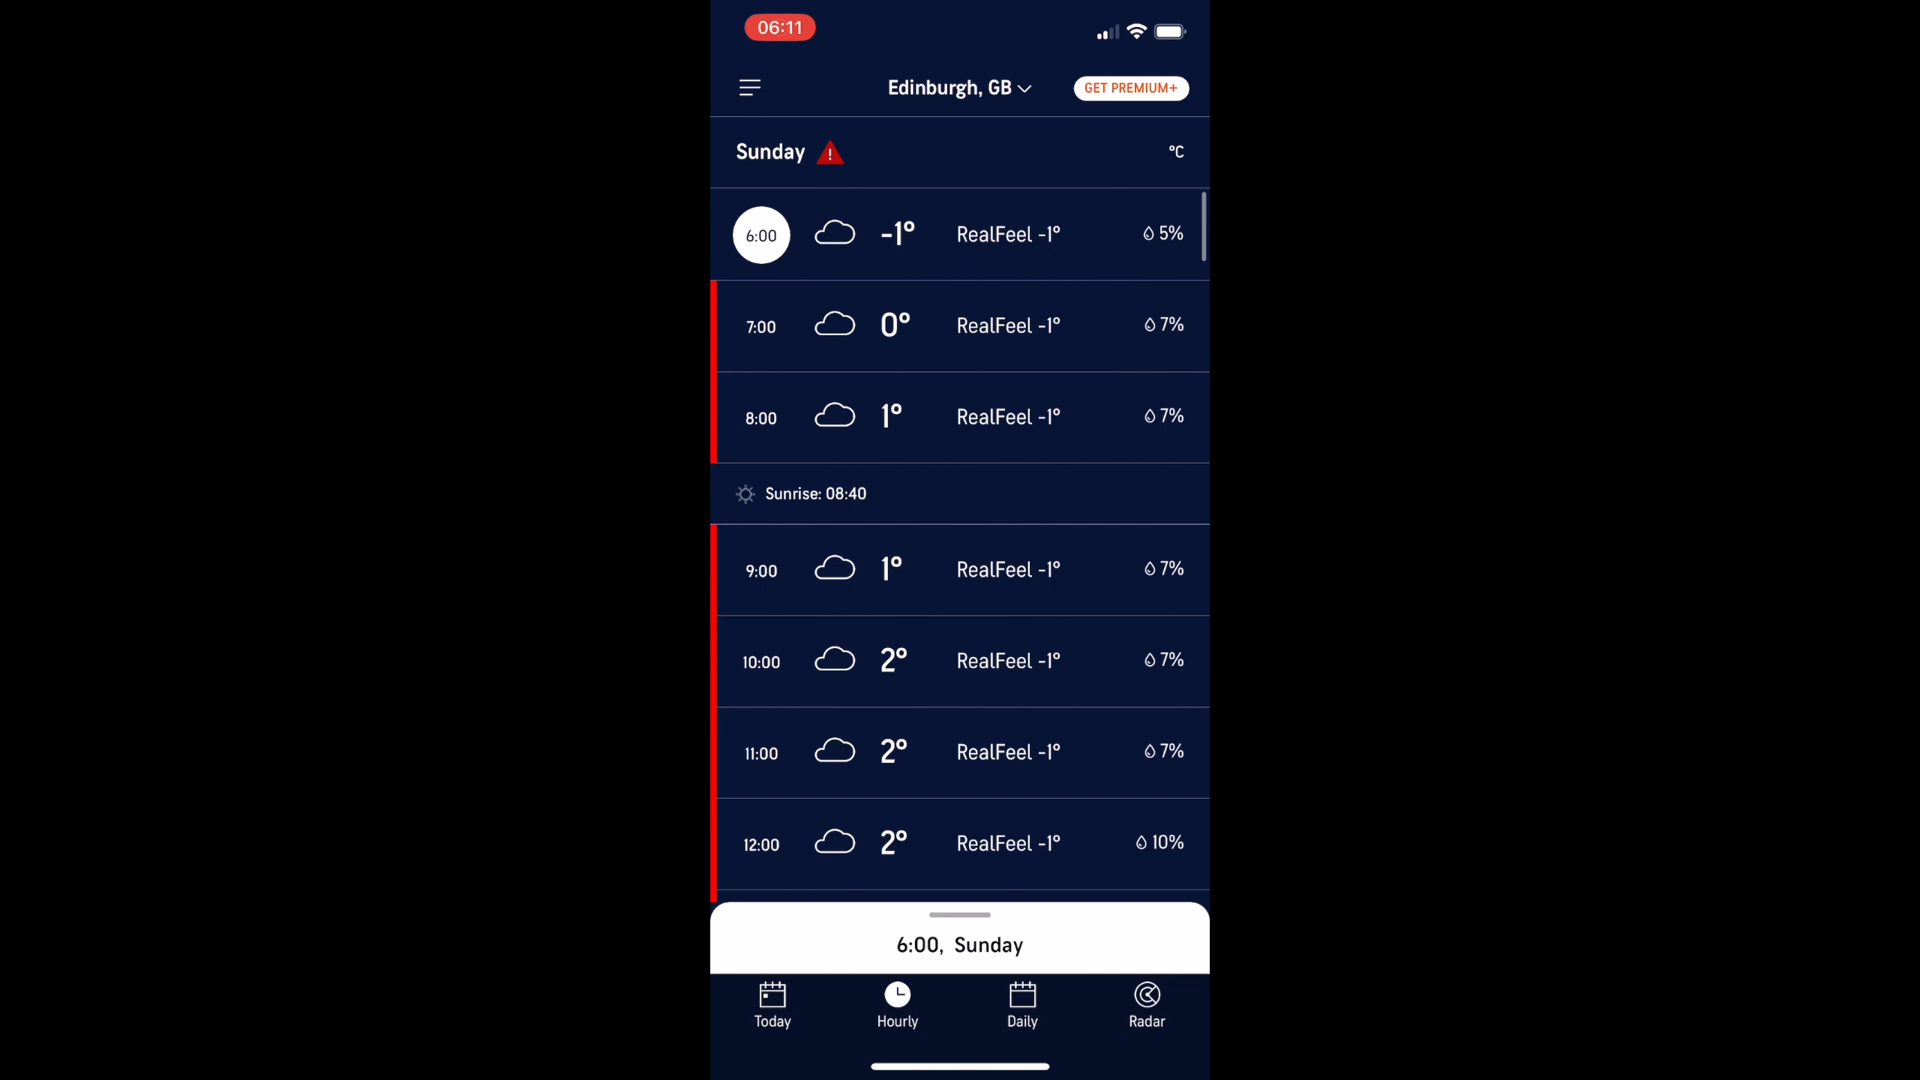 06:11
Edinburgh, GB
GET PREMIUM+
Sunday
°C
6:00 -1° RealFeel -1° 5%
7:00 0° RealFeel -1° 7%
8:00 1° RealFeel -1° 7%
Sunrise: 08:40
9:00 1° RealFeel -1° 7%
10:00 2° RealFeel -1° 7%
11:00 2° RealFeel -1° 7%
12:00 2° RealFeel -1° 10%
6:00, Sunday
Today Hourly Daily Radar